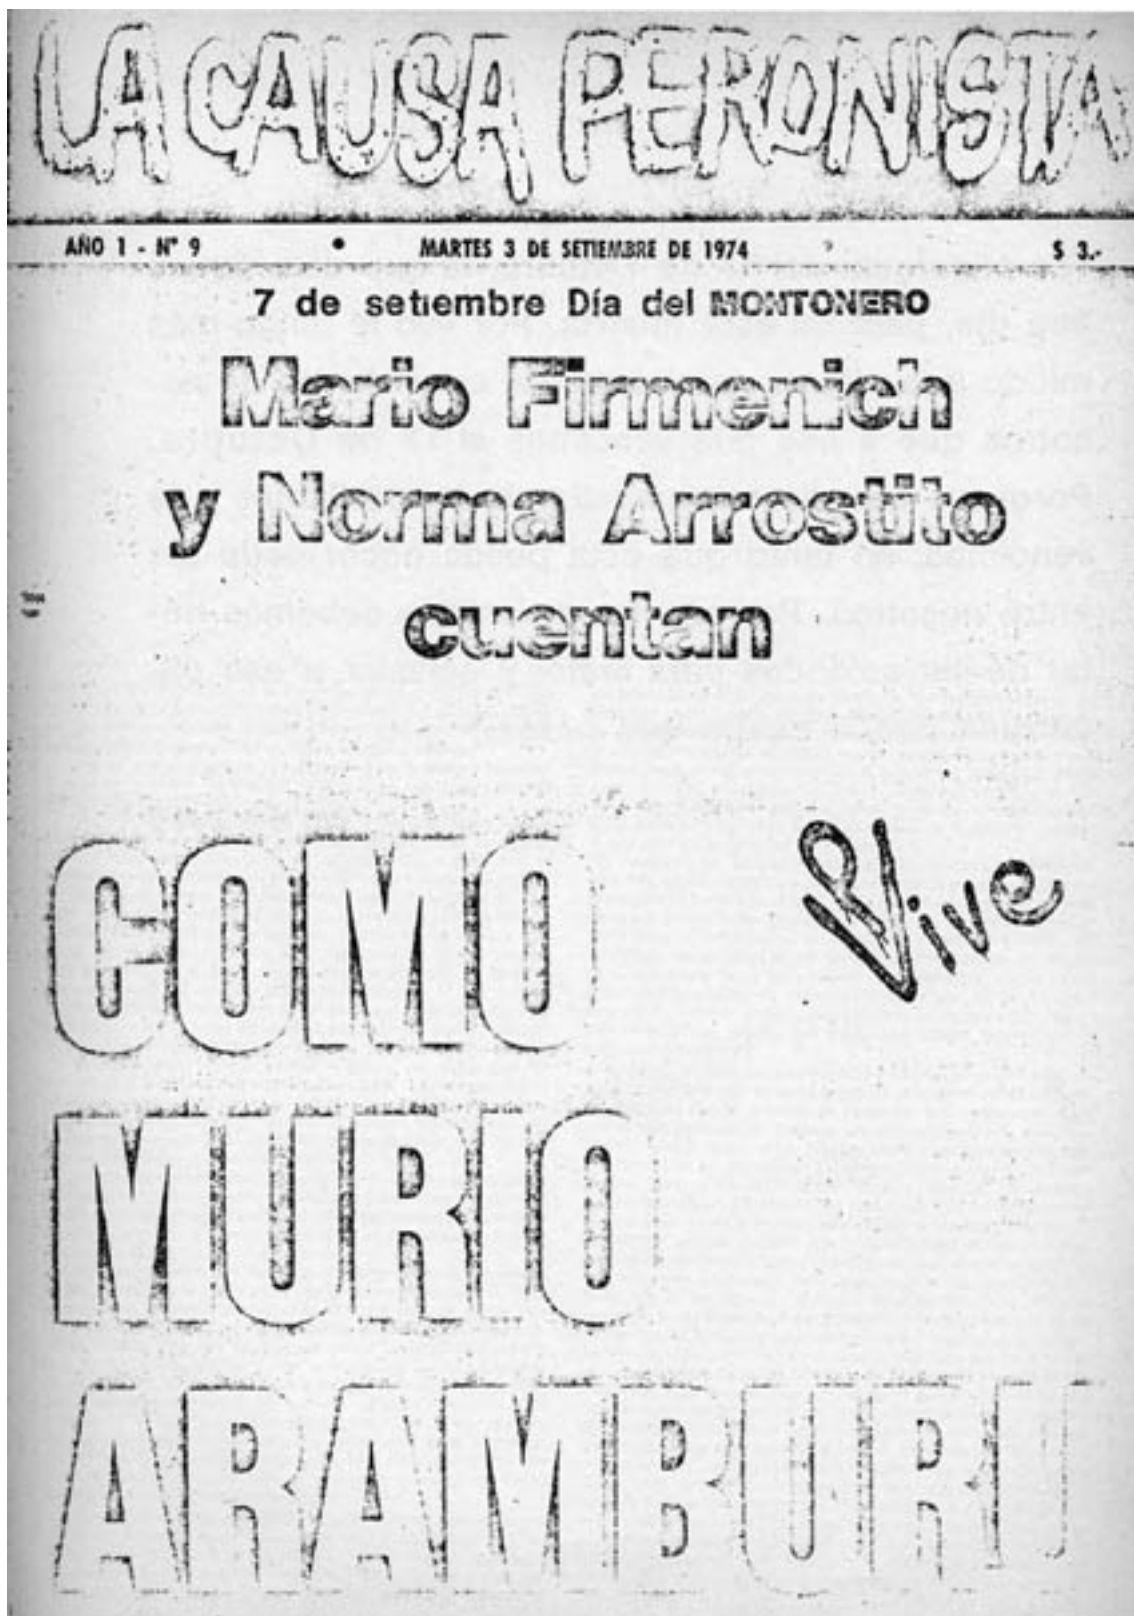 LA CAUSA PERONISTA
AÑO 1 - Nº 9 • MARTES 3 DE SETIEMBRE DE 1974 $ 3.-
7 de setiembre Día del MONTONERO
Mario Firmenich
y Norma Arrostito
cuentan
COMO
Vive
MURIO
ARAMBURU